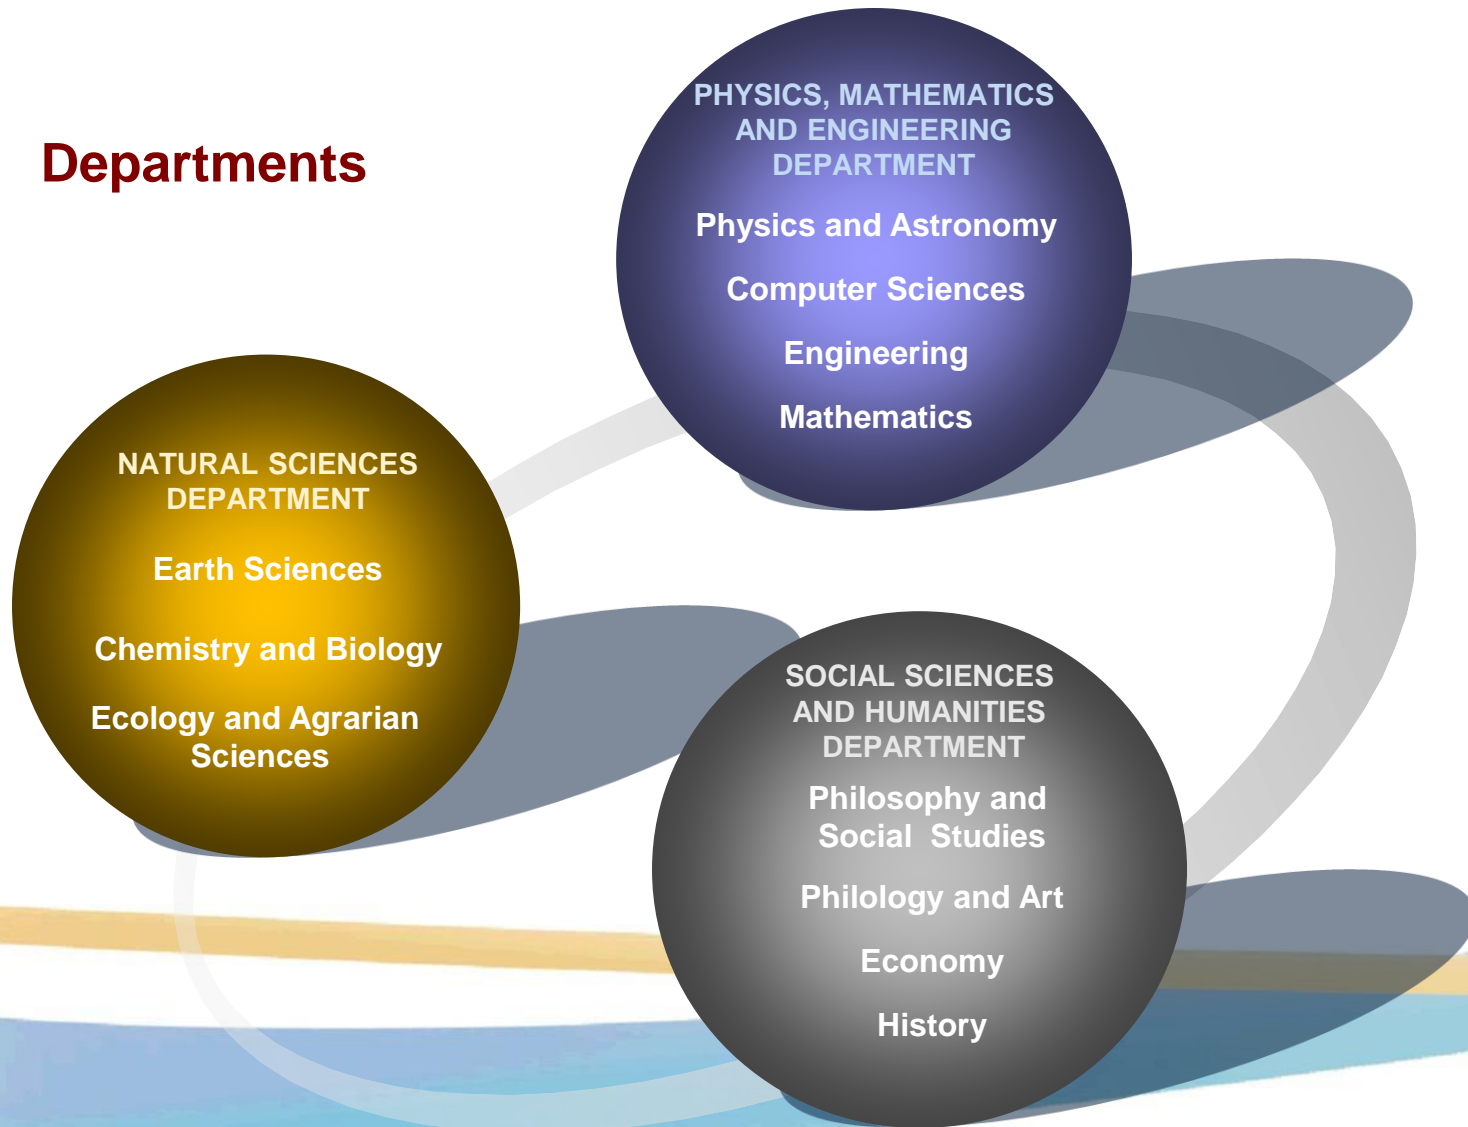 Departments
PHYSICS, MATHEMATICS
AND ENGINEERING
DEPARTMENT
Physics and Astronomy
Computer Sciences
Engineering
Mathematics
NATURAL SCIENCES
DEPARTMENT
Earth Sciences
Chemistry and Biology
Ecology and Agrarian
Sciences
SOCIAL SCIENCES
AND HUMANITIES
DEPARTMENT
Philosophy and
Social Studies
Philology and Art
Economy
History